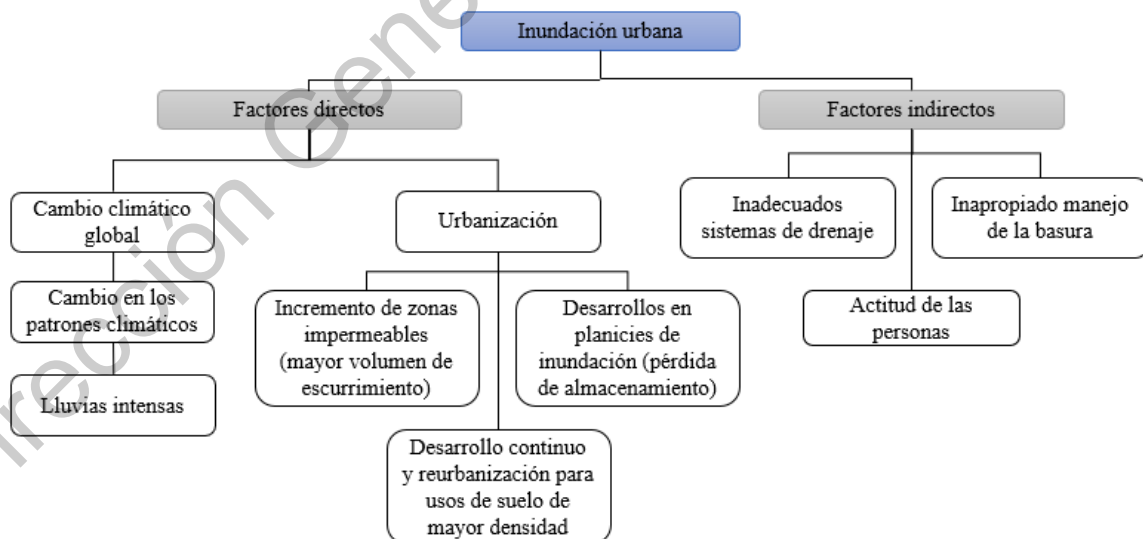 Inundación urbana
Factores directos
Factores indirectos
Cambio climático
global
Urbanización
Inadecuados
sistemas de drenaje
Inapropiado manejo
de la basura
Cambio en los
patrones climáticos
Incremento de zonas
impermeables
(mayor volumen de
escurrimiento)
Desarrollos en
planicies de
inundación (pérdida
de almacenamiento)
Actitud de las
personas
Lluvias intensas
Desarrollo continuo
y reurbanización para
usos de suelo de
mayor densidad
irección Gene